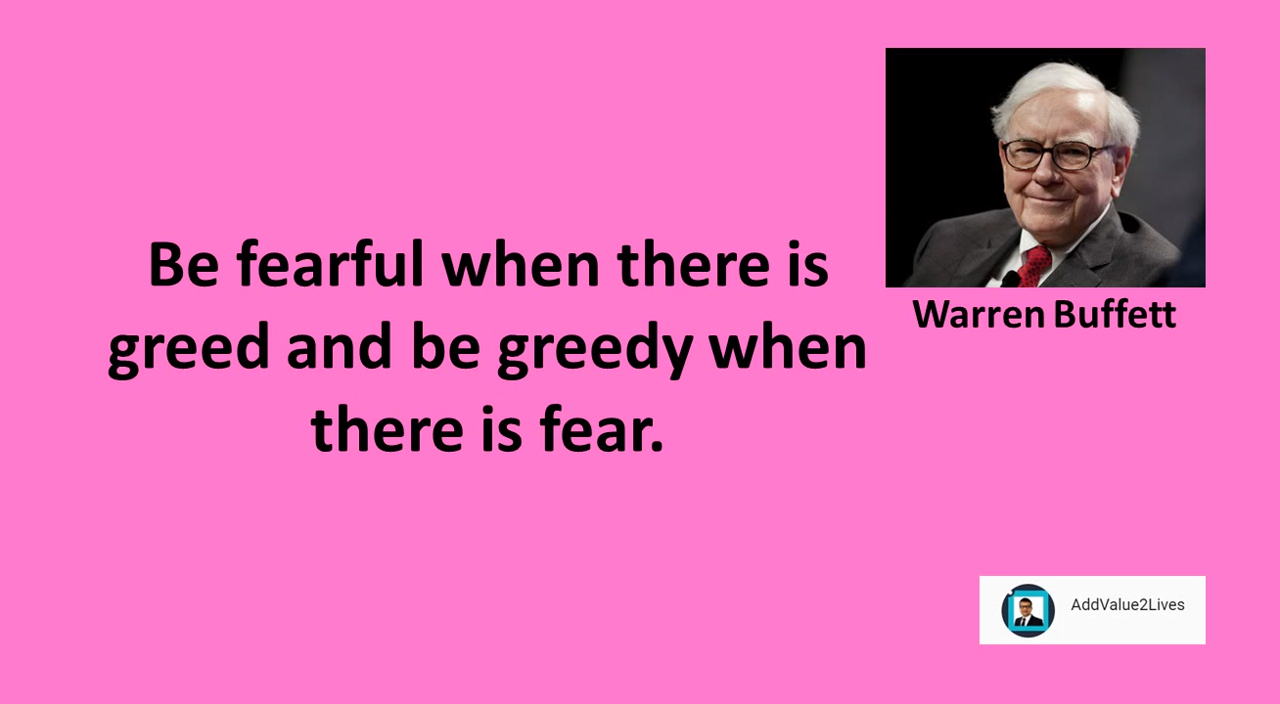 Be fearful when there is
greed and be greedy when
there is fear.
Warren Buffett
AddValue2Lives